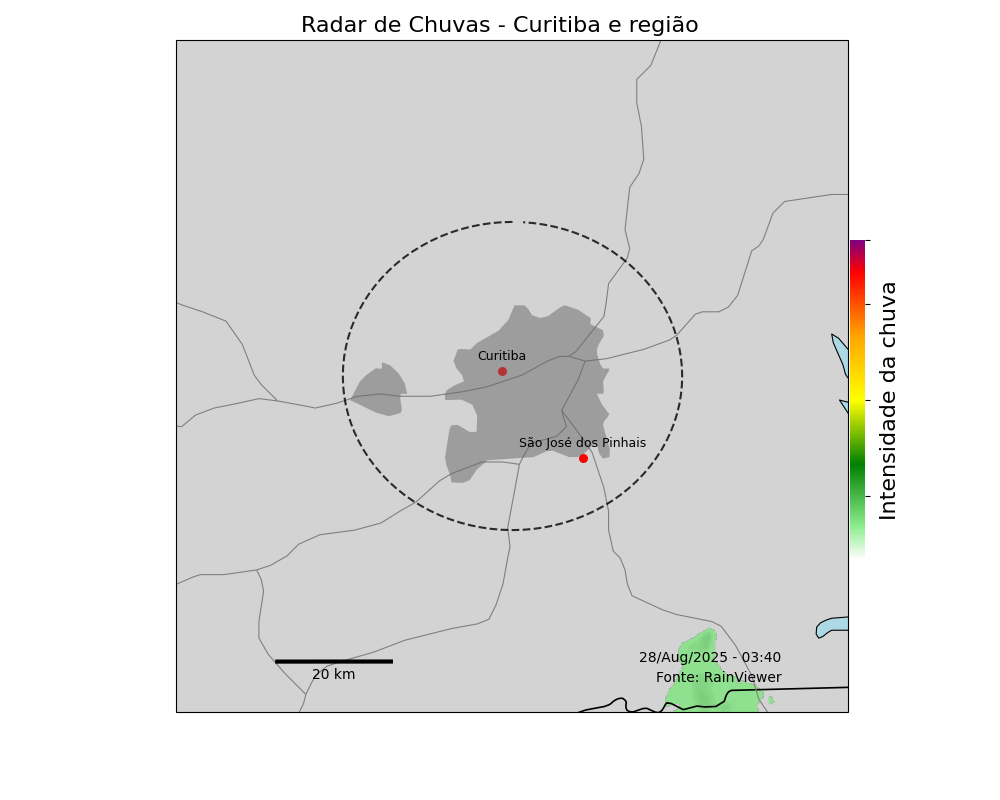 Radar de Chuvas - Curitiba e região
Curitiba
São José dos Pinhais
Intensidade da chuva
28/Aug/2025 - 03:40
Fonte: RainViewer
20 km